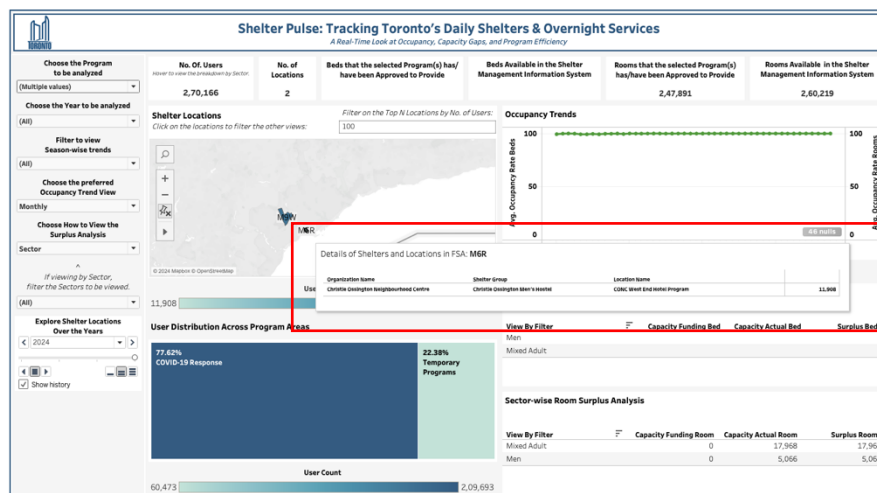 TORONTO
Shelter Pulse: Tracking Toronto's Daily Shelters & Overnight Services
A Real-Time Look at Occupancy, Capacity Gaps, and Program Efficiency
Choose the Program
to be analyzed
(Multiple values)
Choose the Year to be analyzed
(All)
Filter to view
Season-wise trends
(All)
Choose the preferred
Occupancy Trend View
Monthly
Choose How to View the
Surplus Analysis
Sector
If viewing by Sector,
filter the Sectors to be viewed.
(All)
Explore Shelter Locations
Over the Years
2024
Show history
No. Of. Users
Hover to view the breakdown by Sector.
2,70,166
No. of
Locations
2
Beds that the selected Program(s) has/
have been Approved to Provide
Beds Available in the Shelter
Management Information System
Rooms that the selected Program(s)
has/have been Approved to Provide
2,47,891
Rooms Available in the Shelter
Management Information System
2,60,219
Shelter Locations
Click on the locations to filter the other views:
Filter on the Top N Locations by No. of Users:
100
M9W
M6R
© 2024 Mapbox © OpenStreetMap
Use
11,908
Occupancy Trends
Avg. Occupancy Rate Beds
100
50
0
100
50
0
Avg. Occupancy Rate Rooms
46 nulls
Details of Shelters and Locations in FSA: M6R
Organization Name Shelter Group Location Name
Christie Ossington Neighbourhood Centre Christie Ossington Men's Hostel CONC West End Hotel Program 11,908
User Distribution Across Program Areas
77.62%
COVID-19 Response
22.38%
Temporary
Programs
User Count
60,473 2,09,693
View By Filter Capacity Funding Bed Capacity Actual Bed Surplus Bed
Men
Mixed Adult
Sector-wise Room Surplus Analysis
View By Filter Capacity Funding Room Capacity Actual Room Surplus Room
Mixed Adult 0 17,968 17,96
Men 0 5,066 5,06